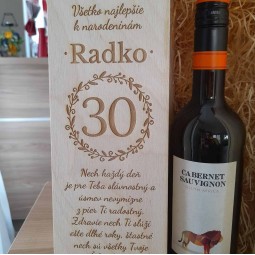 Všetko najlepšie
k narodeninám
·Radko·
30
Nech každý deň
je pre Teba slávnostný a
úsmev nevymizne
z pier Ti radostný.
Zdravie nech Ti slúži
ešte dlhé roky, šťastné
nech sú všetky Tvoje
CABERNET
SAUVIGNON